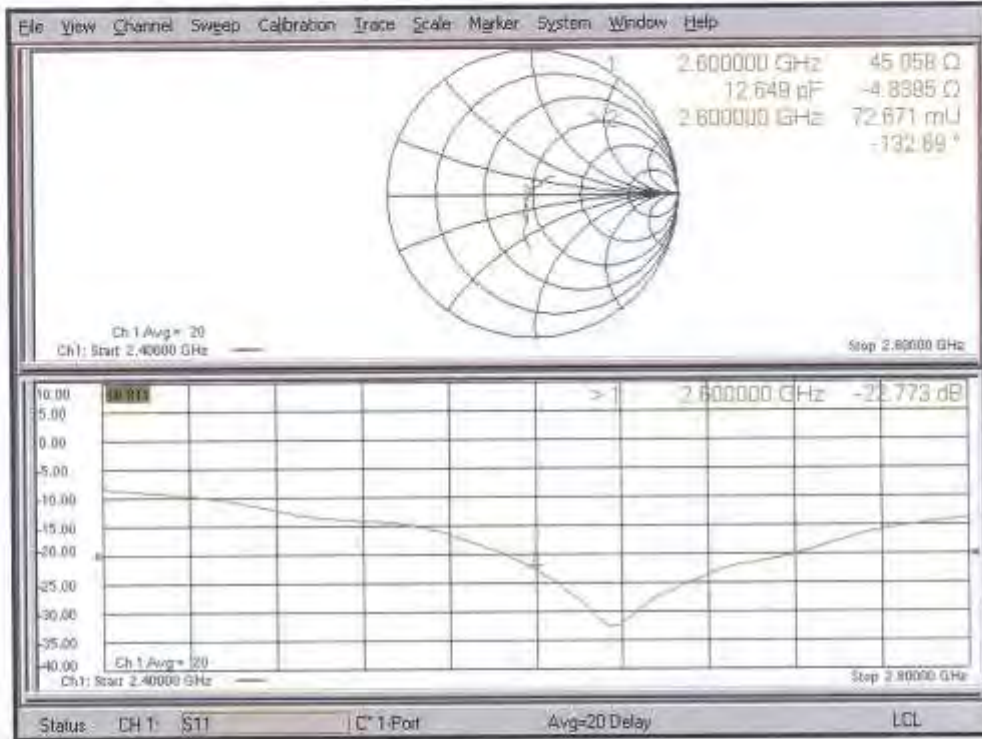 File View Channel Sweep Calibration Trace Scale Marker System Window Help
1 2.600000 GHz 45.058 Ω
12.649 pF -4.8395 Ω
>2 2.600000 GHz 72.671 mU
-132.69 °
Ch 1 Avg = 20
Ch1: Start 2.40000 GHz Stop 2.80000 GHz
10.00 > 1 2.600000 GHz -22.773 dB
5.00
0.00
-5.00
-10.00
-15.00
-20.00
-25.00
-30.00
-35.00
-40.00
Ch 1 Avg = 20
Ch1: Start 2.40000 GHz Stop 2.80000 GHz
Status CH 1: S11 C* 1-Port Avg=20 Delay LCL